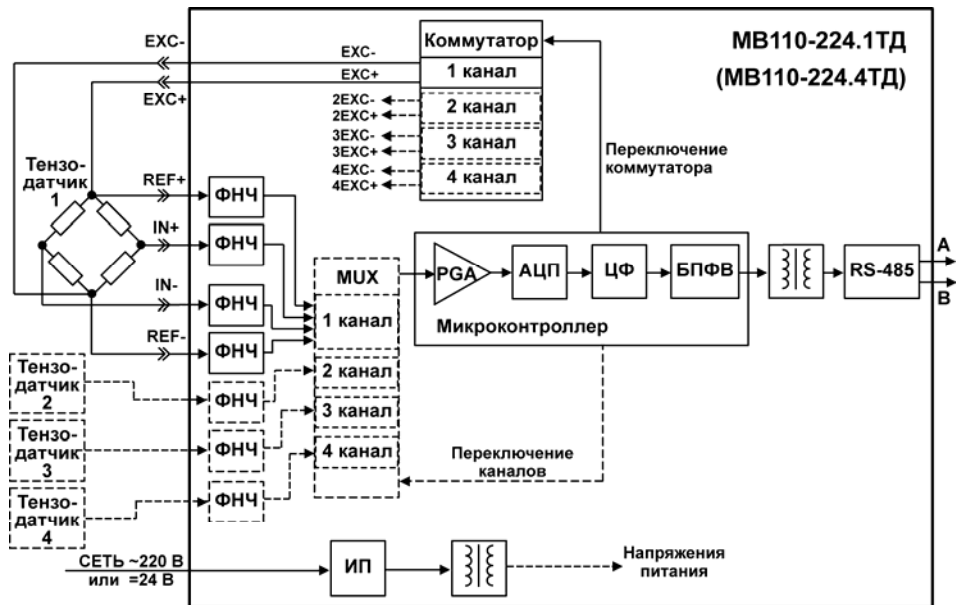 МВ110-224.1ТД
(МВ110-224.4ТД)
EXC-
EXC+
EXC-
EXC+
Коммутатор
1 канал
2 канал
3 канал
4 канал
2EXC-
2EXC+
3EXC-
3EXC+
4EXC-
4EXC+
Переключение
коммутатора
Тензо-
датчик
1
REF+
IN+
IN-
REF-
ФНЧ
ФНЧ
ФНЧ
ФНЧ
ФНЧ
ФНЧ
ФНЧ
MUX
1 канал
2 канал
3 канал
4 канал
PGA
АЦП
ЦФ
БПФВ
Микроконтроллер
RS-485
A
B
Тензо-
датчик
2
Тензо-
датчик
3
Тензо-
датчик
4
Переключение
каналов
СЕТЬ ~220 В
или =24 В
ИП
Напряжения
питания